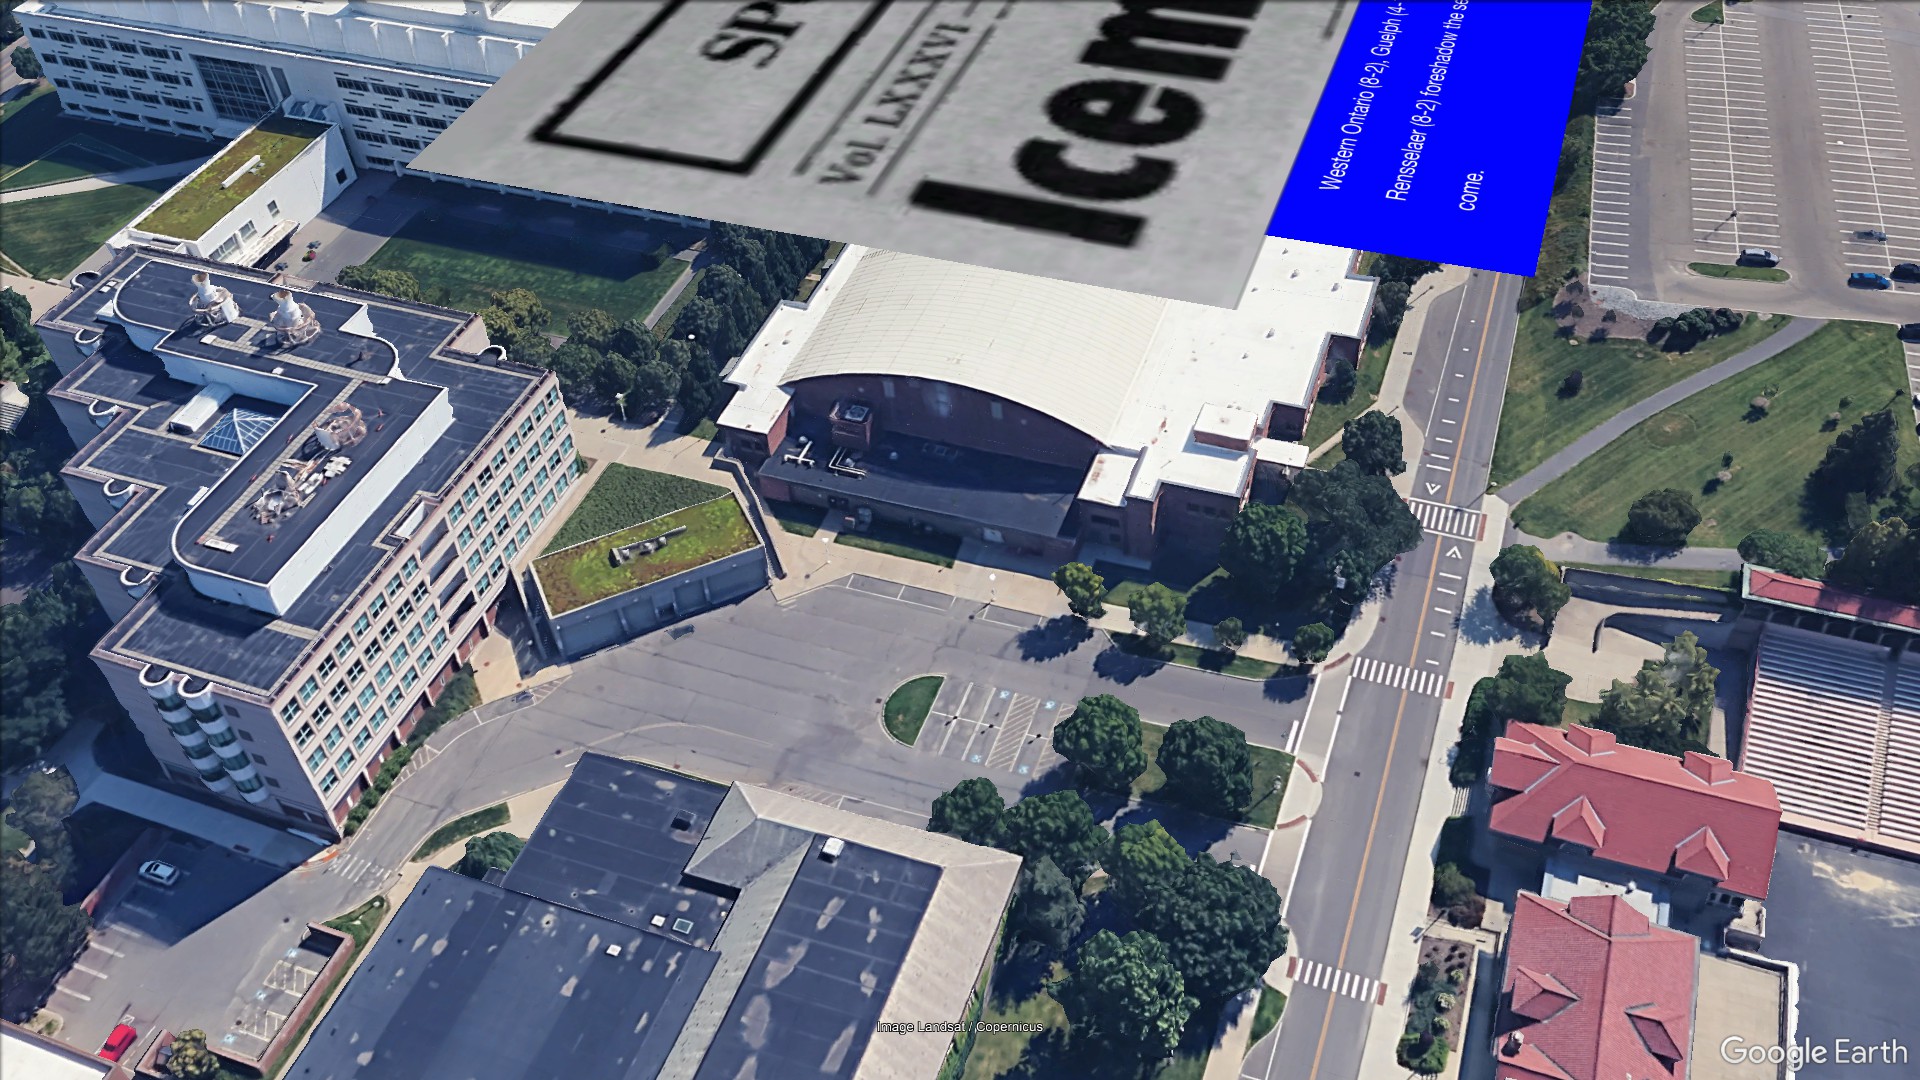 SPO
Vol. LXXXVI
Icem
Western Ontario (8-2), Guelph (4-
Rensselaer (8-2) foreshadow the se
come.
Image Landsat / Copernicus
Google Earth